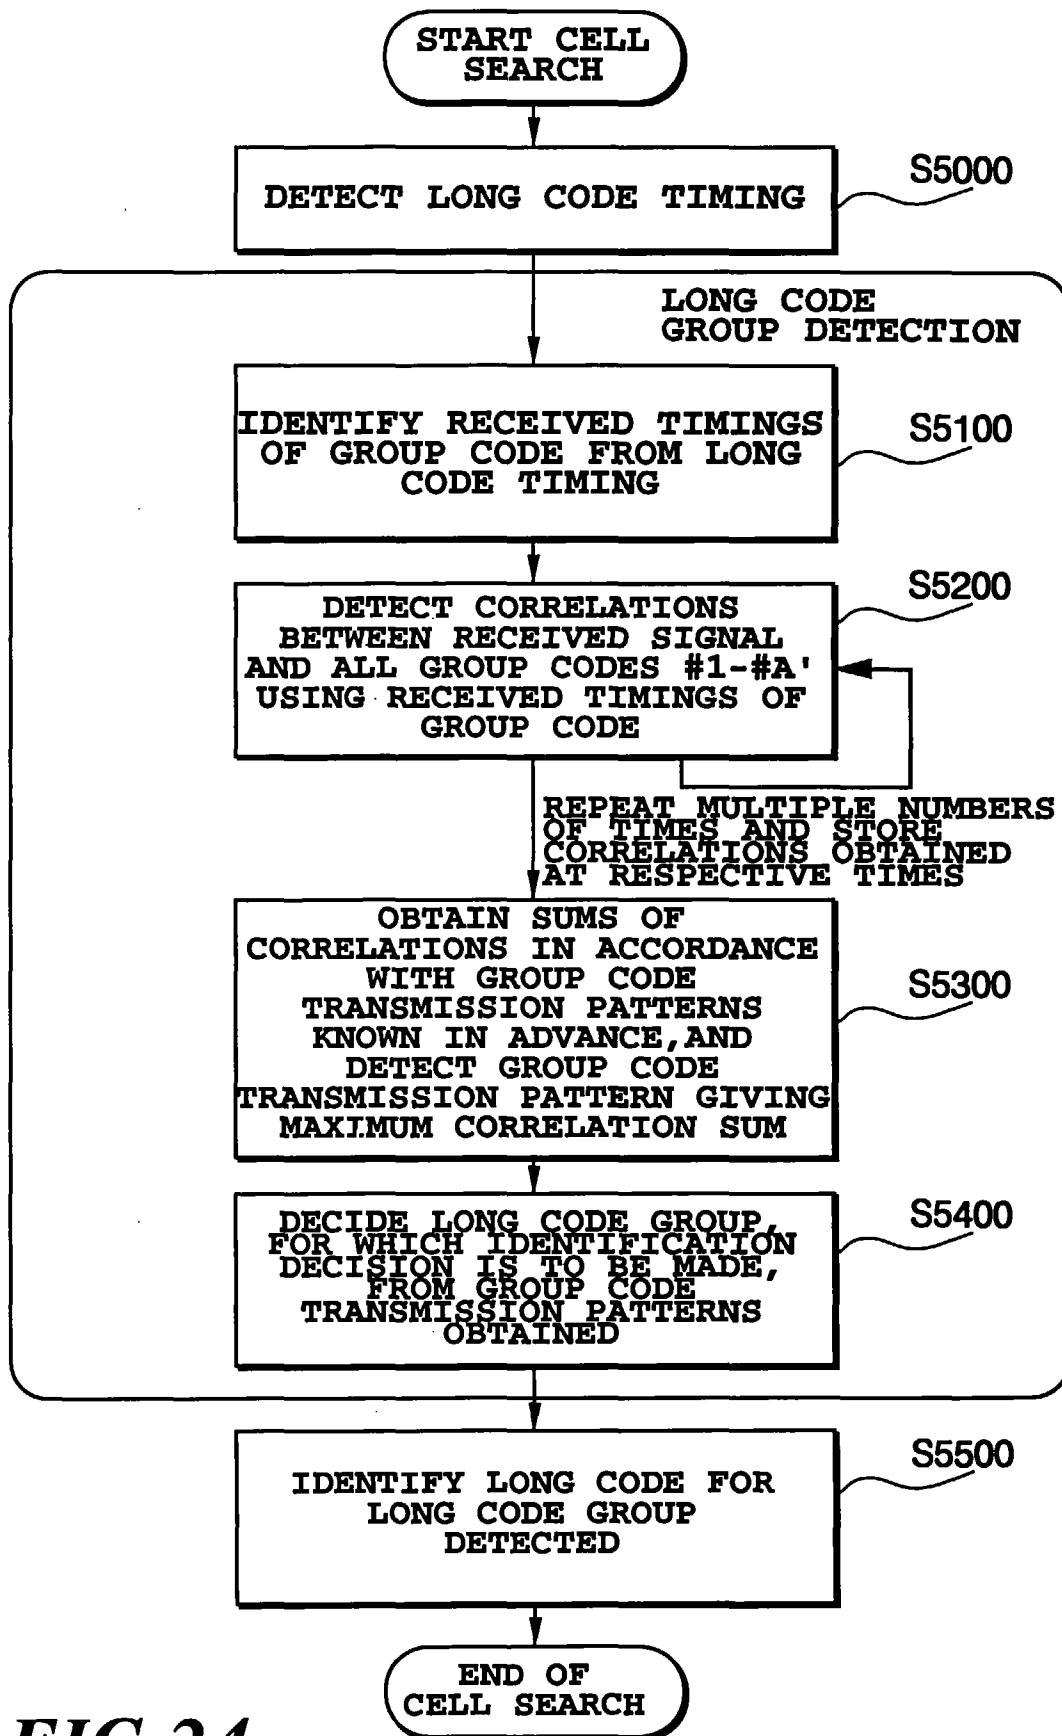 START CELL
SEARCH
S5000
DETECT LONG CODE TIMING
LONG CODE
GROUP DETECTION
IDENTIFY RECEIVED TIMINGS
OF GROUP CODE FROM LONG
CODE TIMING
S5100
DETECT CORRELATIONS
BETWEEN RECEIVED SIGNAL
AND ALL GROUP CODES #1-#A'
USING RECEIVED TIMINGS OF
GROUP CODE
S5200
REPEAT MULTIPLE NUMBERS
OF TIMES AND STORE
CORRELATIONS OBTAINED
AT RESPECTIVE TIMES
OBTAIN SUMS OF
CORRELATIONS IN ACCORDANCE
WITH GROUP CODE
TRANSMISSION PATTERNS
KNOWN IN ADVANCE,AND
DETECT GROUP CODE
TRANSMISSION PATTERN GIVING
MAXIMUM CORRELATION SUM
S5300
DECIDE LONG CODE GROUP,
FOR WHICH IDENTIFICATION
DECISION IS TO BE MADE,
FROM GROUP CODE
TRANSMISSION PATTERNS
OBTAINED
S5400
IDENTIFY LONG CODE FOR
LONG CODE GROUP
DETECTED
S5500
END OF
CELL SEARCH
FIG.24